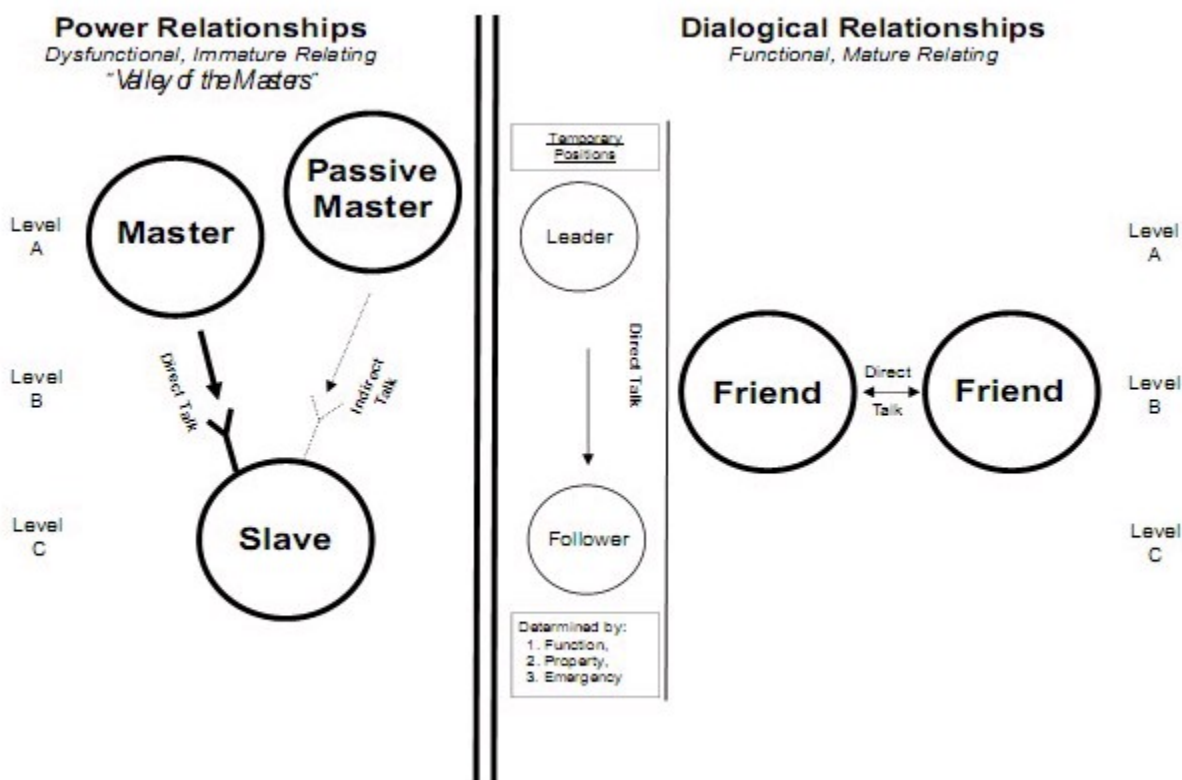 Power Relationships
Dysfunctional, Immature Relating
"Valley of the Masters"
Master
Passive
Master
Level
A
Level
B
Level
C
Direct Talk
Indirect
Talk
Slave
Dialogical Relationships
Functional, Mature Relating
Temporary
Positions
Leader
Direct Talk
Follower
Determined by:
1. Function,
2. Property,
3. Emergency
Friend
Direct
Talk
Friend
Level
A
Level
B
Level
C